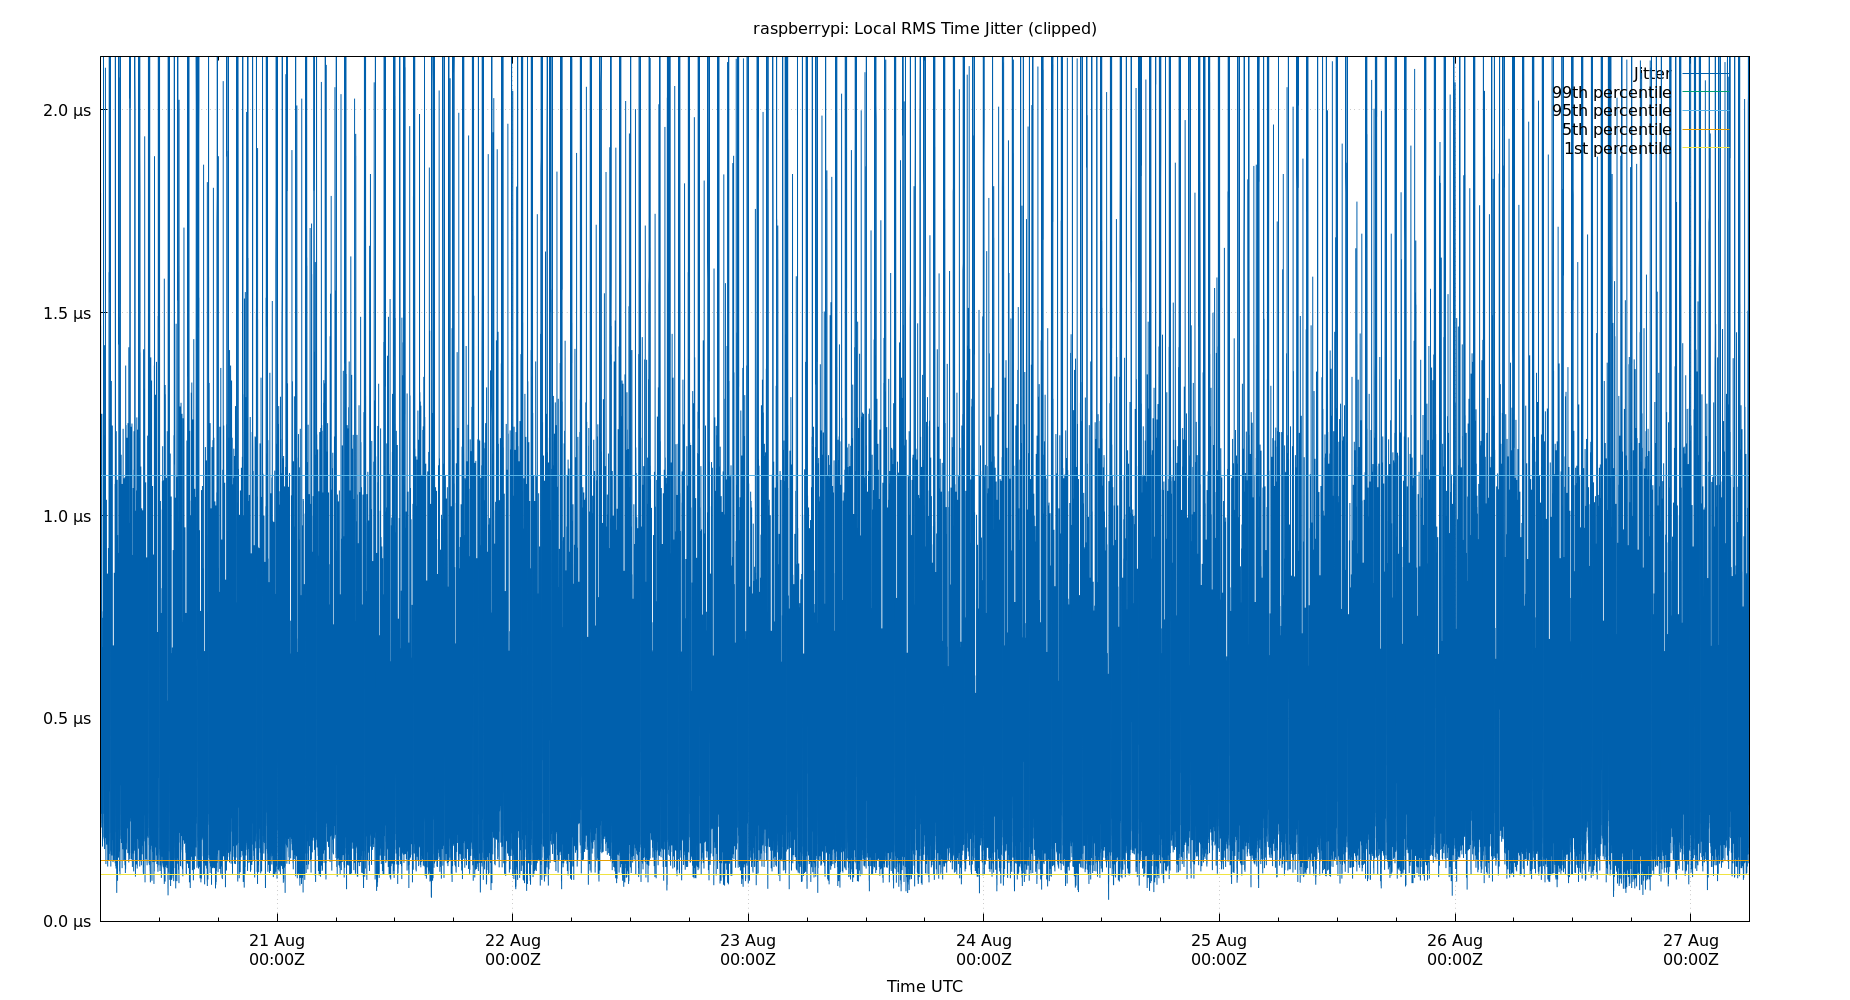 raspberrypi: Local RMS Time Jitter (clipped)
Jitter
99th percentile
95th percentile
5th percentile
1st percentile
2.0 µs
1.5 µs
1.0 µs
0.5 µs
0.0 µs
21 Aug 22 Aug 23 Aug 24 Aug 25 Aug 26 Aug 27 Aug
00:00Z 00:00Z 00:00Z 00:00Z 00:00Z 00:00Z 00:00Z
Time UTC